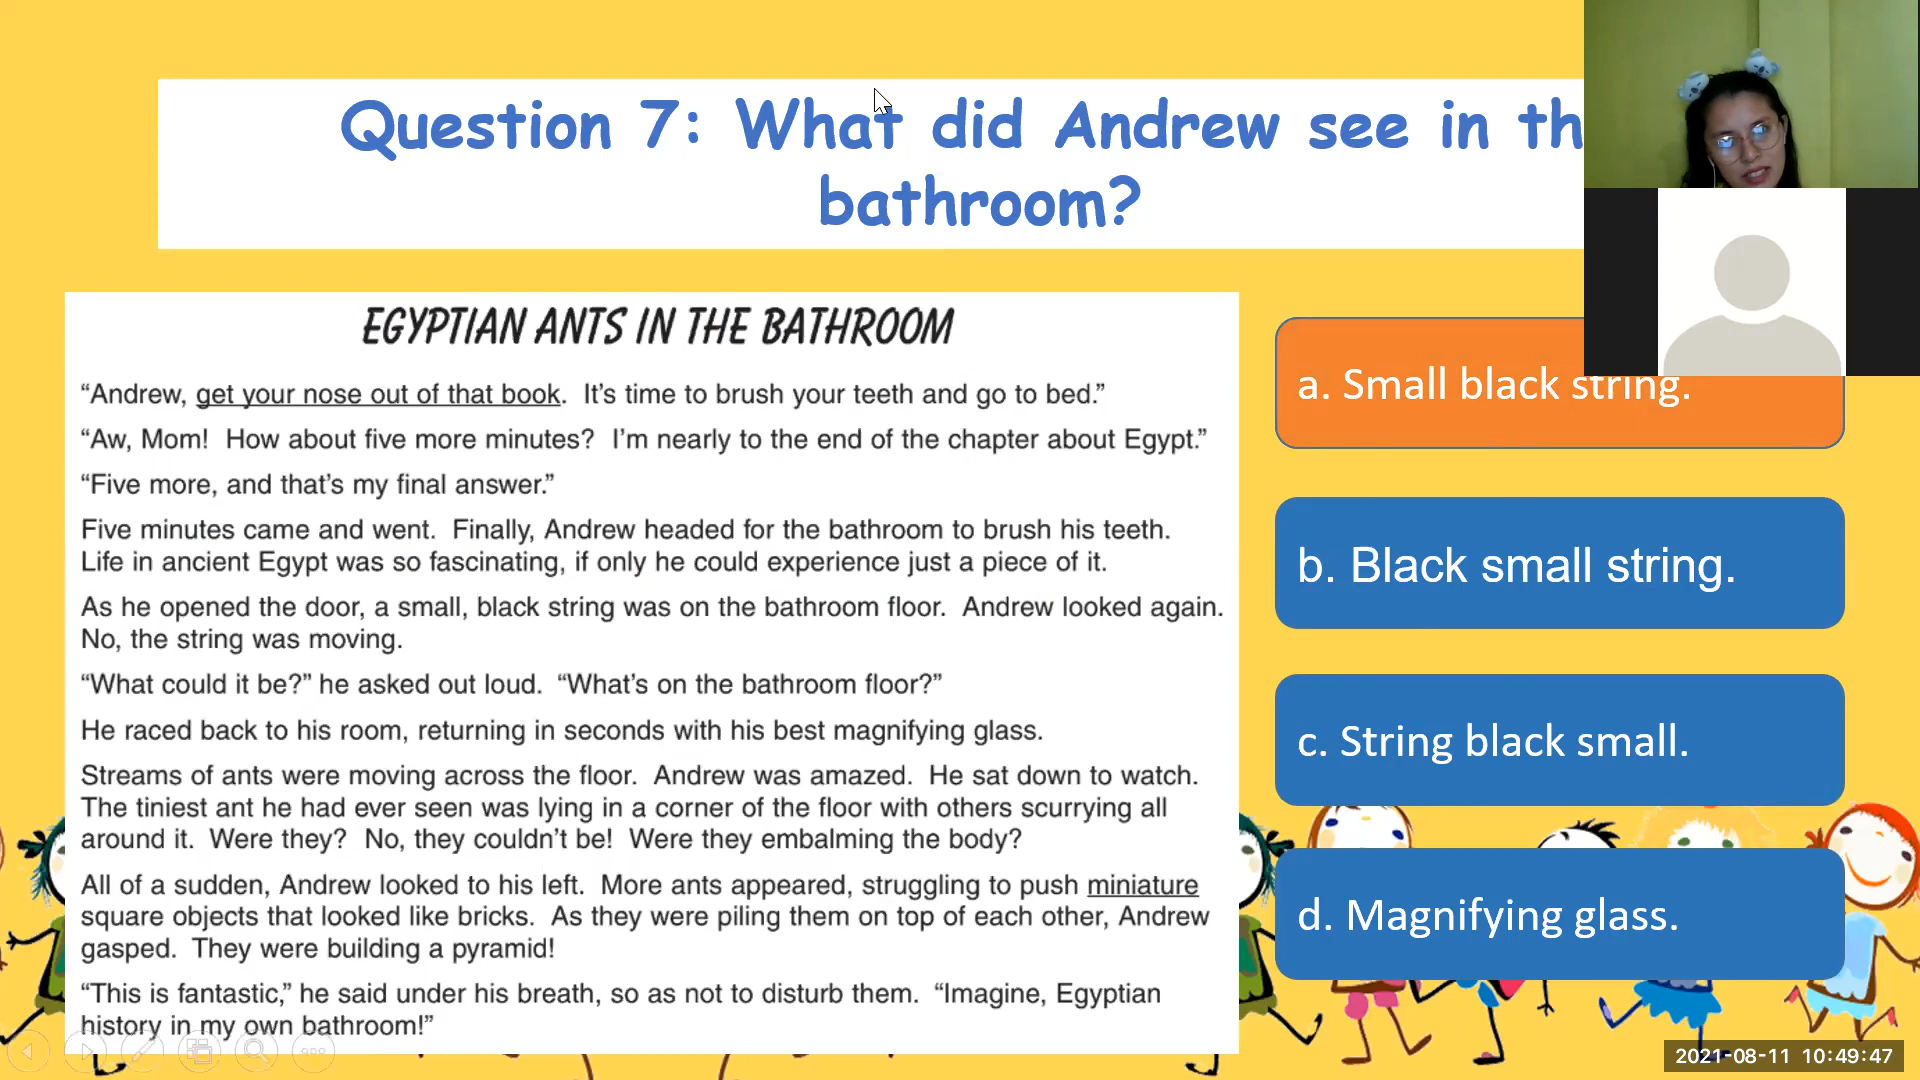 Question 7: What did Andrew see in th
bathroom?
EGYPTIAN ANTS IN THE BATHROOM
“Andrew, get your nose out of that book. It’s time to brush your teeth and go to bed.”
“Aw, Mom! How about five more minutes? I’m nearly to the end of the chapter about Egypt.”
“Five more, and that’s my final answer.”
Five minutes came and went. Finally, Andrew headed for the bathroom to brush his teeth.
Life in ancient Egypt was so fascinating, if only he could experience just a piece of it.
As he opened the door, a small, black string was on the bathroom floor. Andrew looked again.
No, the string was moving.
“What could it be?” he asked out loud. “What’s on the bathroom floor?”
He raced back to his room, returning in seconds with his best magnifying glass.
Streams of ants were moving across the floor. Andrew was amazed. He sat down to watch.
The tiniest ant he had ever seen was lying in a corner of the floor with others scurrying all
around it. Were they? No, they couldn’t be! Were they embalming the body?
All of a sudden, Andrew looked to his left. More ants appeared, struggling to push miniature
square objects that looked like bricks. As they were piling them on top of each other, Andrew
gasped. They were building a pyramid!
“This is fantastic,” he said under his breath, so as not to disturb them. “Imagine, Egyptian
history in my own bathroom!”
a. Small black string.
b. Black small string.
c. String black small.
d. Magnifying glass.
2021-08-11 10:49:47